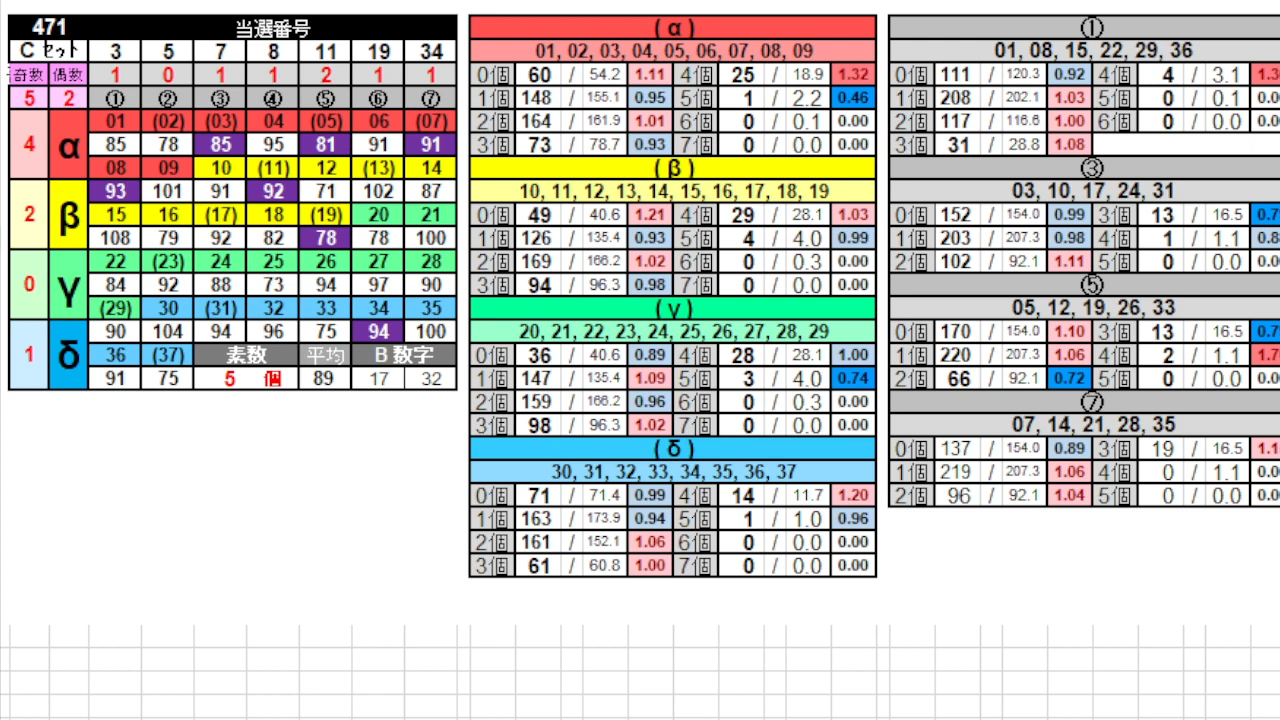 471 当選番号
C セット 3 5 7 8 11 19 34
奇数 偶数 1 0 1 1 2 1 1
5 2 ① ② ③ ④ ⑤ ⑥ ⑦
4 α 01 (02) (03) 04 (05) 06 (07)
85 78 85 95 81 91 91
08 09 10 (11) 12 (13) 14
2 β 93 101 91 92 71 102 87
15 16 (17) 18 (19) 20 21
108 79 92 82 78 78 100
0 γ 22 (23) 24 25 26 27 28
84 92 88 73 94 97 90
(29) 30 (31) 32 33 34 35
1 δ 90 104 94 96 75 94 100
36 (37) 素数 平均 B 数字
91 75 5 個 89 17 32
( α )
01, 02, 03, 04, 05, 06, 07, 08, 09
0個 60 / 54.2 1.11 4個 25 / 18.9 1.32
1個 148 / 155.1 0.95 5個 1 / 2.2 0.46
2個 164 / 161.9 1.01 6個 0 / 0.1 0.00
3個 73 / 78.7 0.93 7個 0 / 0.0 0.00
( β )
10, 11, 12, 13, 14, 15, 16, 17, 18, 19
0個 49 / 40.6 1.21 4個 29 / 28.1 1.03
1個 126 / 135.4 0.93 5個 4 / 4.0 0.99
2個 169 / 166.2 1.02 6個 0 / 0.3 0.00
3個 94 / 96.3 0.98 7個 0 / 0.0 0.00
( γ )
20, 21, 22, 23, 24, 25, 26, 27, 28, 29
0個 36 / 40.6 0.89 4個 28 / 28.1 1.00
1個 147 / 135.4 1.09 5個 3 / 4.0 0.74
2個 159 / 166.2 0.96 6個 0 / 0.3 0.00
3個 98 / 96.3 1.02 7個 0 / 0.0 0.00
( δ )
30, 31, 32, 33, 34, 35, 36, 37
0個 71 / 71.4 0.99 4個 14 / 11.7 1.20
1個 163 / 173.9 0.94 5個 1 / 1.0 0.96
2個 161 / 152.1 1.06 6個 0 / 0.0 0.00
3個 61 / 60.8 1.00 7個 0 / 0.0 0.00
①
01, 08, 15, 22, 29, 36
0個 111 / 120.3 0.92 4個 4 / 3.1
1個 208 / 202.1 1.03 5個 0 / 0.1
2個 117 / 116.6 1.00 6個 0 / 0.0
3個 31 / 28.8 1.08
③
03, 10, 17, 24, 31
0個 152 / 154.0 0.99 3個 13 / 16.5
1個 203 / 207.3 0.98 4個 1 / 1.1
2個 102 / 92.1 1.11 5個 0 / 0.0
⑤
05, 12, 19, 26, 33
0個 170 / 154.0 1.10 3個 13 / 16.5
1個 220 / 207.3 1.06 4個 2 / 1.1
2個 66 / 92.1 0.72 5個 0 / 0.0
⑦
07, 14, 21, 28, 35
0個 137 / 154.0 0.89 3個 19 / 16.5
1個 219 / 207.3 1.06 4個 0 / 1.1
2個 96 / 92.1 1.04 5個 0 / 0.0